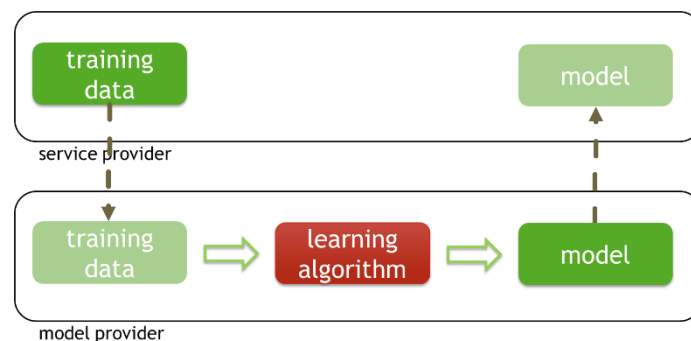 training
data
model
service provider
training
data
learning
algorithm
model
model provider